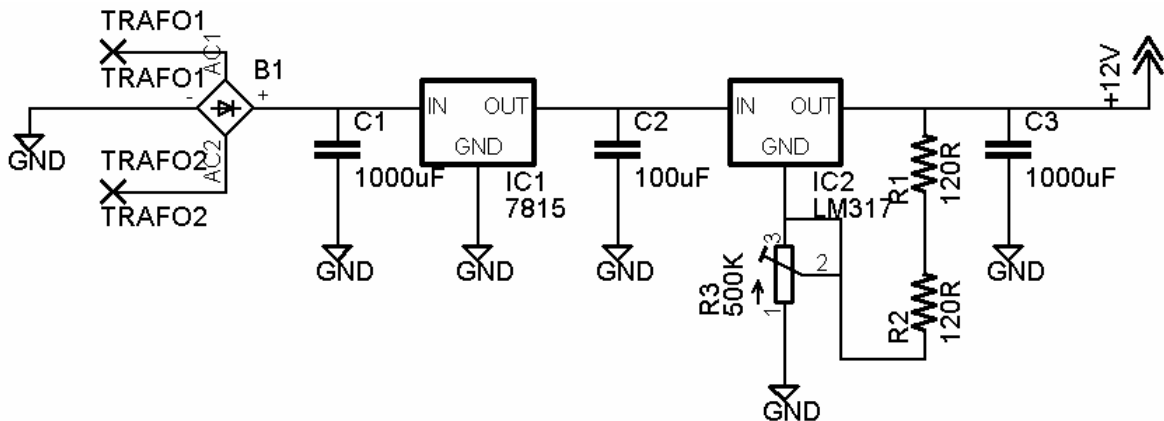 TRAFO1
AC1
TRAFO1
B1
-
+
GND
TRAFO2
AC2
TRAFO2
C1
1000uF
GND
IN OUT
GND
IC1
7815
GND
C2
100uF
GND
IN OUT
GND
IC2
LM317
R3
500K
3
2
1
GND
R1
120R
R2
120R
C3
1000uF
GND
+12V